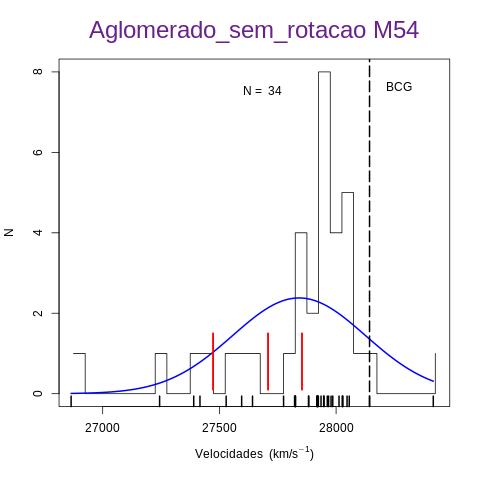 Aglomerado_sem_rotacao M54
N = 34
BCG
8
6
4
2
0
N
27000 27500 28000
Velocidades (km/s⁻¹)